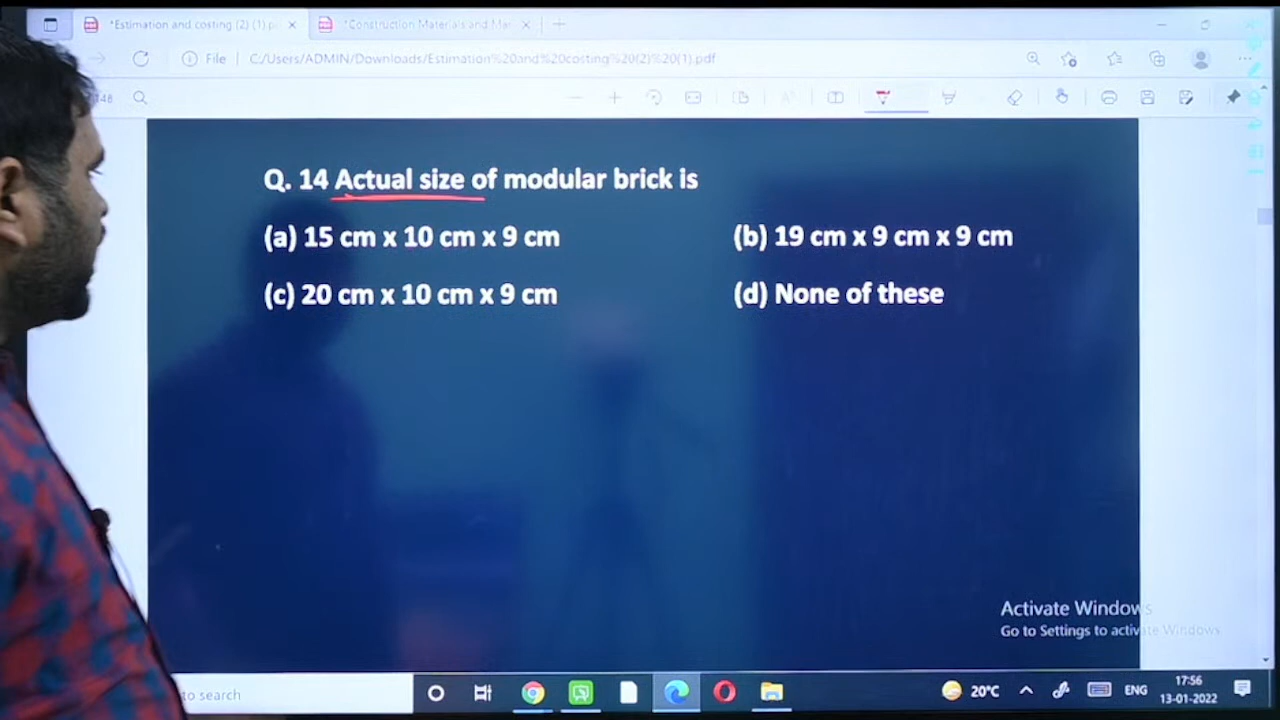 *Estimation and costing (2) (1).p
*Construction Materials and Ma
File
C:/Users/ADMIN/Downloads/Estimation%20and%20costing%20(2)%20(1).pdf
148
Q. 14 Actual size of modular brick is
(a) 15 cm x 10 cm x 9 cm
(b) 19 cm x 9 cm x 9 cm
(c) 20 cm x 10 cm x 9 cm
(d) None of these
Activate Windows
Go to Settings to activate Windows
to search
20°C
ENG
17:56
13-01-2022